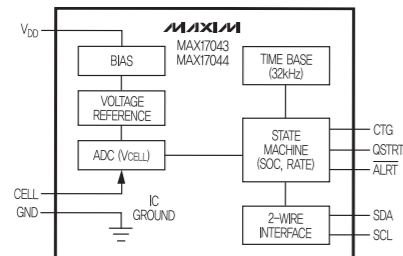 MAXIM
MAX17043
MAX17044
VDD
BIAS
TIME BASE
(32kHz)
VOLTAGE
REFERENCE
ADC (VCELL)
STATE
MACHINE
(SOC, RATE)
CTG
QSTRT
ALRT
CELL
GND
IC
GROUND
2-WIRE
INTERFACE
SDA
SCL